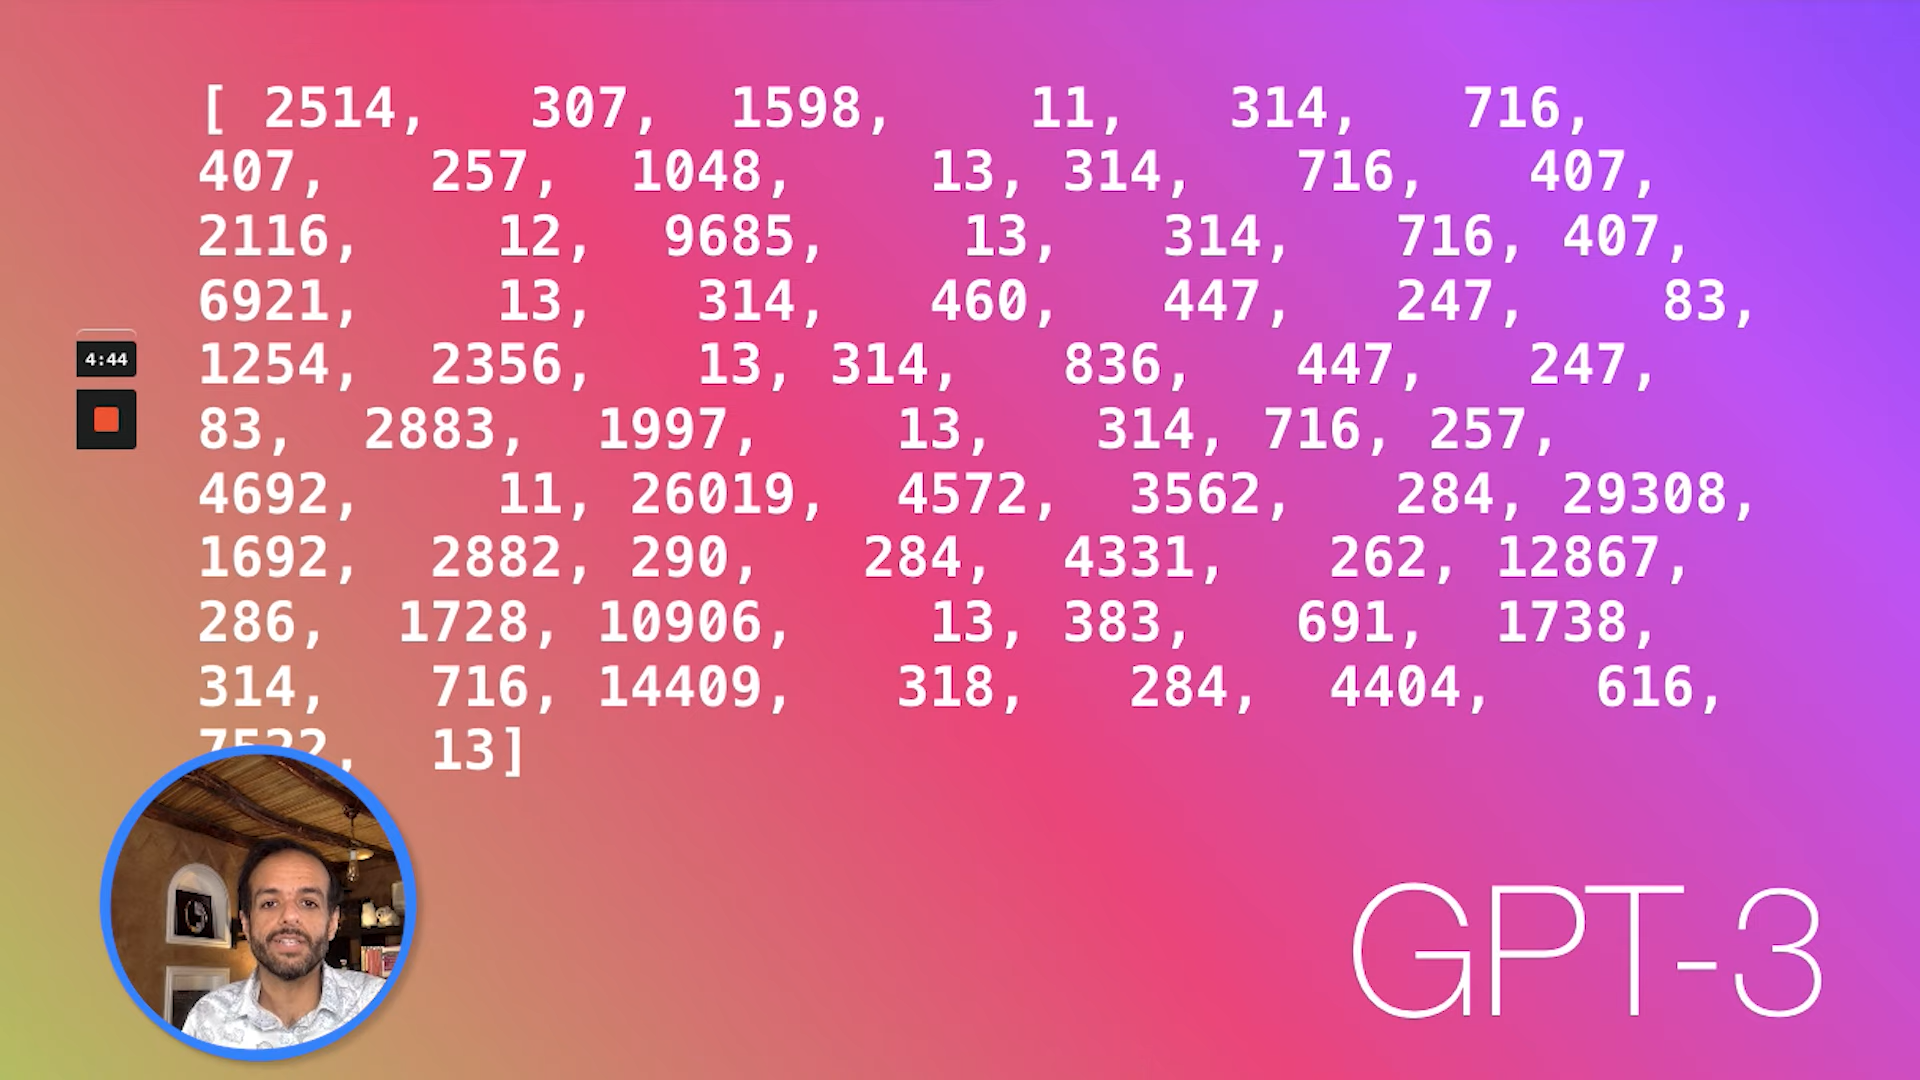 [ 2514, 307, 1598, 11, 314, 716,
407, 257, 1048, 13, 314, 716, 407,
2116, 12, 9685, 13, 314, 716, 407,
6921, 13, 314, 460, 447, 247, 83,
1254, 2356, 13, 314, 836, 447, 247,
83, 2883, 1997, 13, 314, 716, 257,
4692, 11, 26019, 4572, 3562, 284, 29308,
1692, 2882, 290, 284, 4331, 262, 12867,
286, 1728, 10906, 13, 383, 691, 1738,
314, 716, 14409, 318, 284, 4404, 616,
7522, 13]
4:44
GPT-3